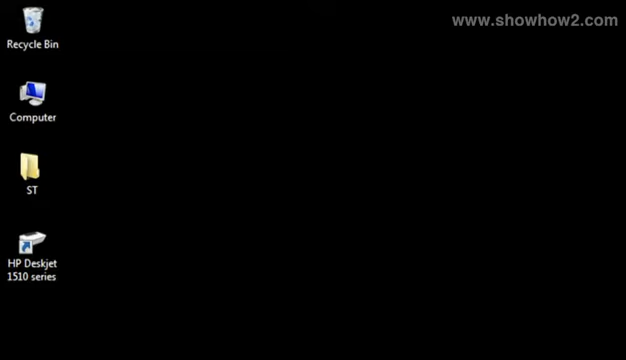 www.showhow2.com
Recycle Bin
Computer
ST
HP Deskjet
1510 series